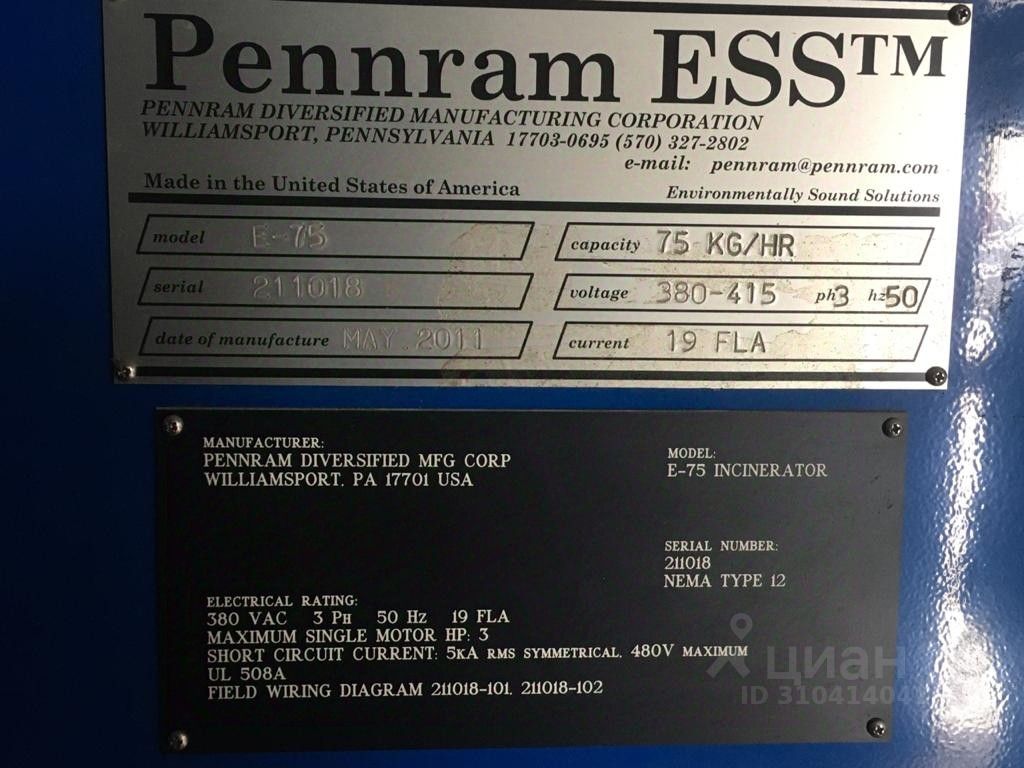 Pennram ESS™
PENNRAM DIVERSIFIED MANUFACTURING CORPORATION
WILLIAMSPORT, PENNSYLVANIA 17703-0695 (570) 327-2802
e-mail: pennram@pennram.com
Made in the United States of America
Environmentally Sound Solutions
model E-75
capacity 75 KG/HR
serial 211018
voltage 380-415 ph3 hz50
date of manufacture MAY.2011
current 19 FLA
MANUFACTURER:
PENNRAM DIVERSIFIED MFG CORP
WILLIAMSPORT. PA 17701 USA
MODEL:
E-75 INCINERATOR
SERIAL NUMBER:
211018
NEMA TYPE 12
ELECTRICAL RATING:
380 VAC 3 PH 50 HZ 19 FLA
MAXIMUM SINGLE MOTOR HP: 3
SHORT CIRCUIT CURRENT: 5KA RMS SYMMETRICAL. 480V MAXIMUM
UL 508A
FIELD WIRING DIAGRAM 211018-101. 211018-102
циан
ID